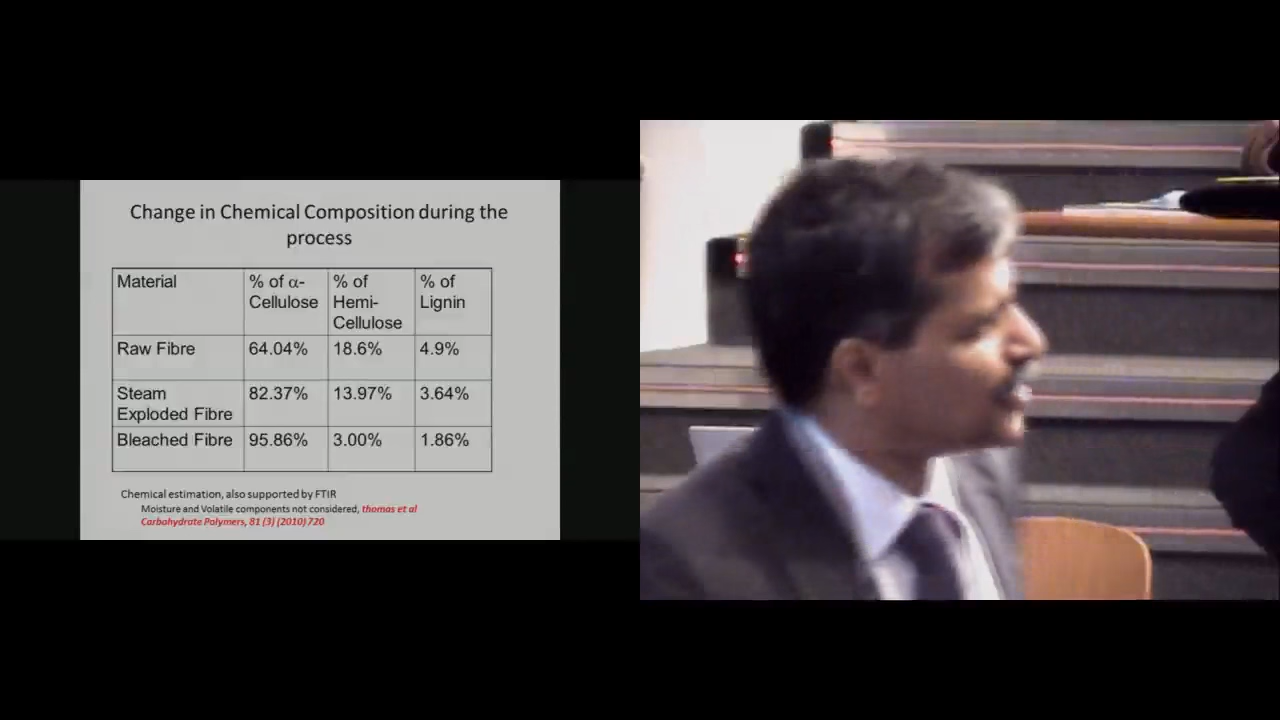 Change in Chemical Composition during the
process
Material
% of α-
Cellulose
% of
Hemi-
Cellulose
% of
Lignin
Raw Fibre
64.04%
18.6%
4.9%
Steam
Exploded Fibre
82.37%
13.97%
3.64%
Bleached Fibre
95.86%
3.00%
1.86%
Chemical estimation, also supported by FTIR
Moisture and Volatile components not considered, thomas et al
Carbohydrate Polymers, 81 (3) (2010) 720